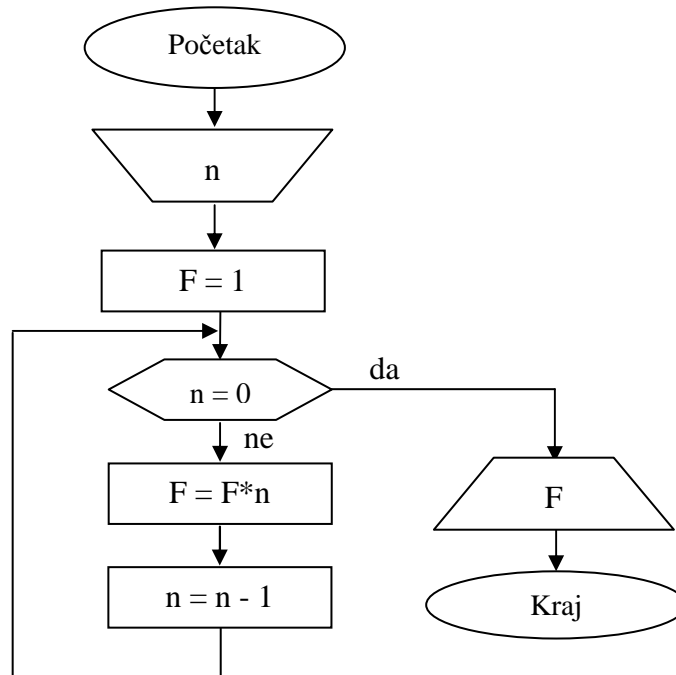 Početak
n
F = 1
n = 0
da
ne
F = F*n
F
n = n - 1
Kraj